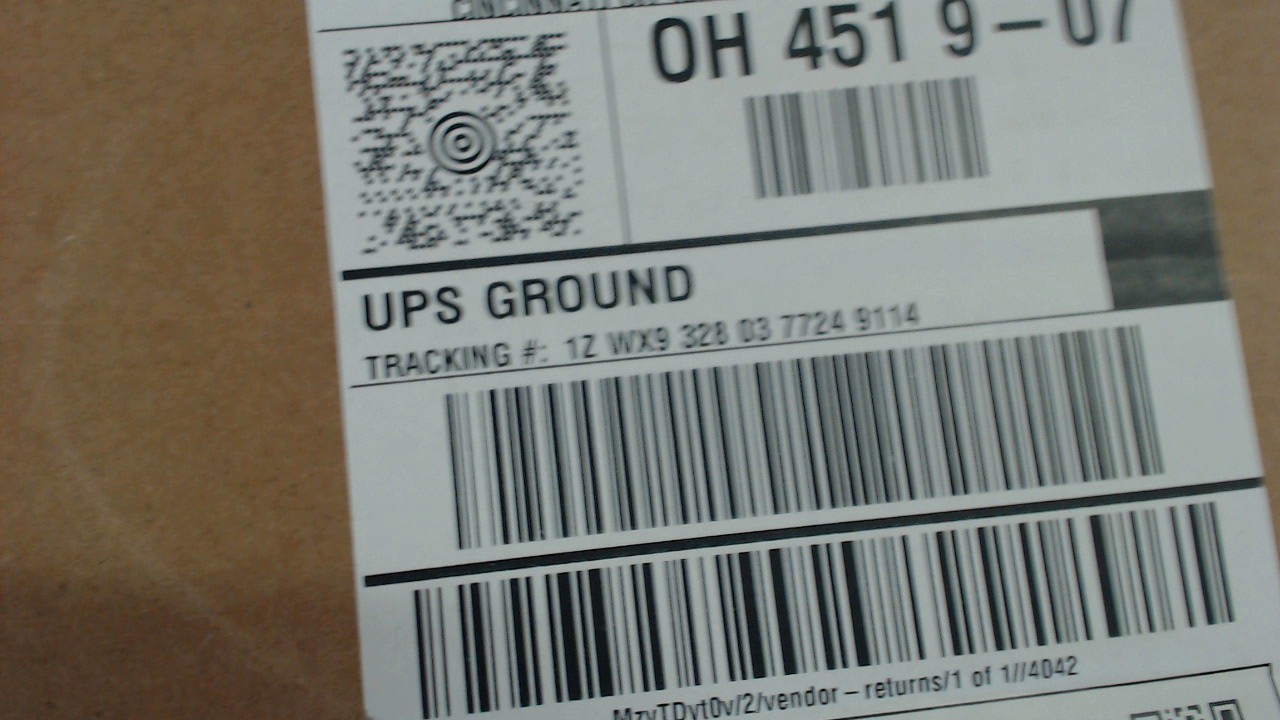 OH 451 9-07
UPS GROUND
TRACKING #: 1Z WX9 328 03 7724 9114
MzyTDyt0v/2/vendor-returns/1 of 1//4042